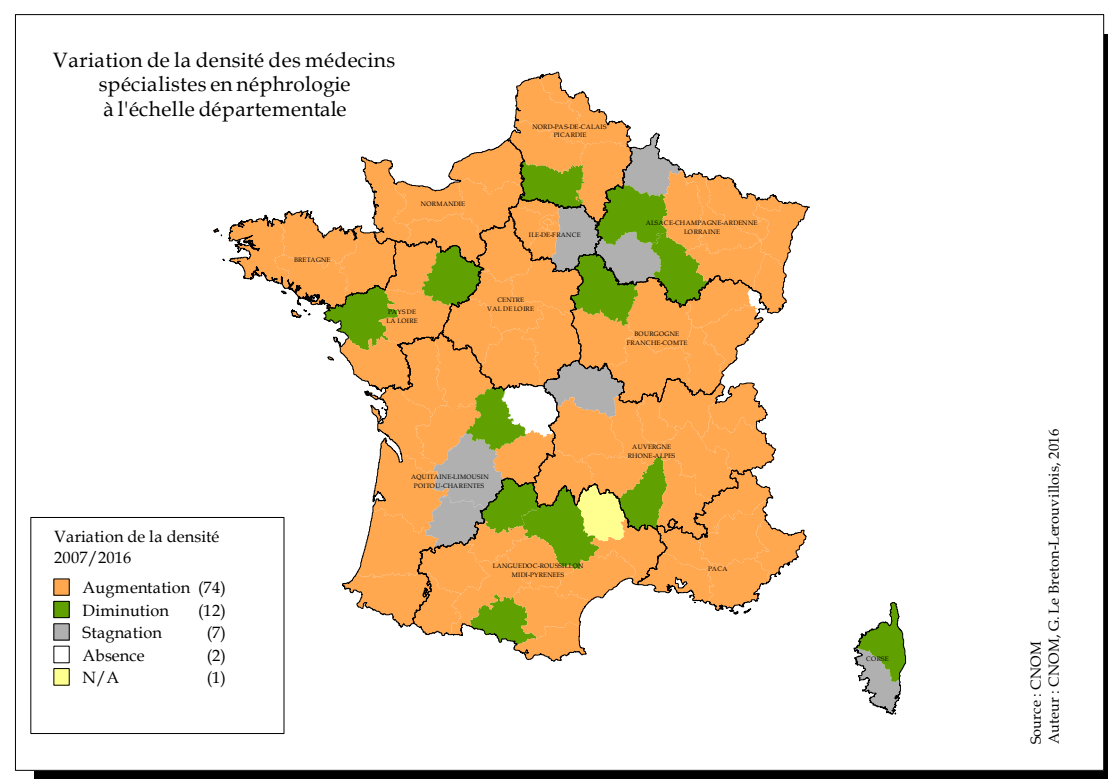 Variation de la densité des médecins
spécialistes en néphrologie
à l'échelle départementale
NORD-PAS-DE-CALAIS
PICARDIE
NORMANDIE
ILE-DE-FRANCE
ALSACE-CHAMPAGNE-ARDENNE
LORRAINE
BRETAGNE
PAYS DE
LA LOIRE
CENTRE
VAL DE LOIRE
BOURGOGNE
FRANCHE-COMTE
AUVERGNE
RHONE-ALPES
AQUITAINE-LIMOUSIN
POITOU-CHARENTES
LANGUEDOC-ROUSSILLON
MIDI-PYRENEES
PACA
CORSE
Variation de la densité
2007/2016
Augmentation (74)
Diminution (12)
Stagnation (7)
Absence (2)
N/A (1)
Source : CNOM
Auteur : CNOM, G. Le Breton-Lerouvillois, 2016